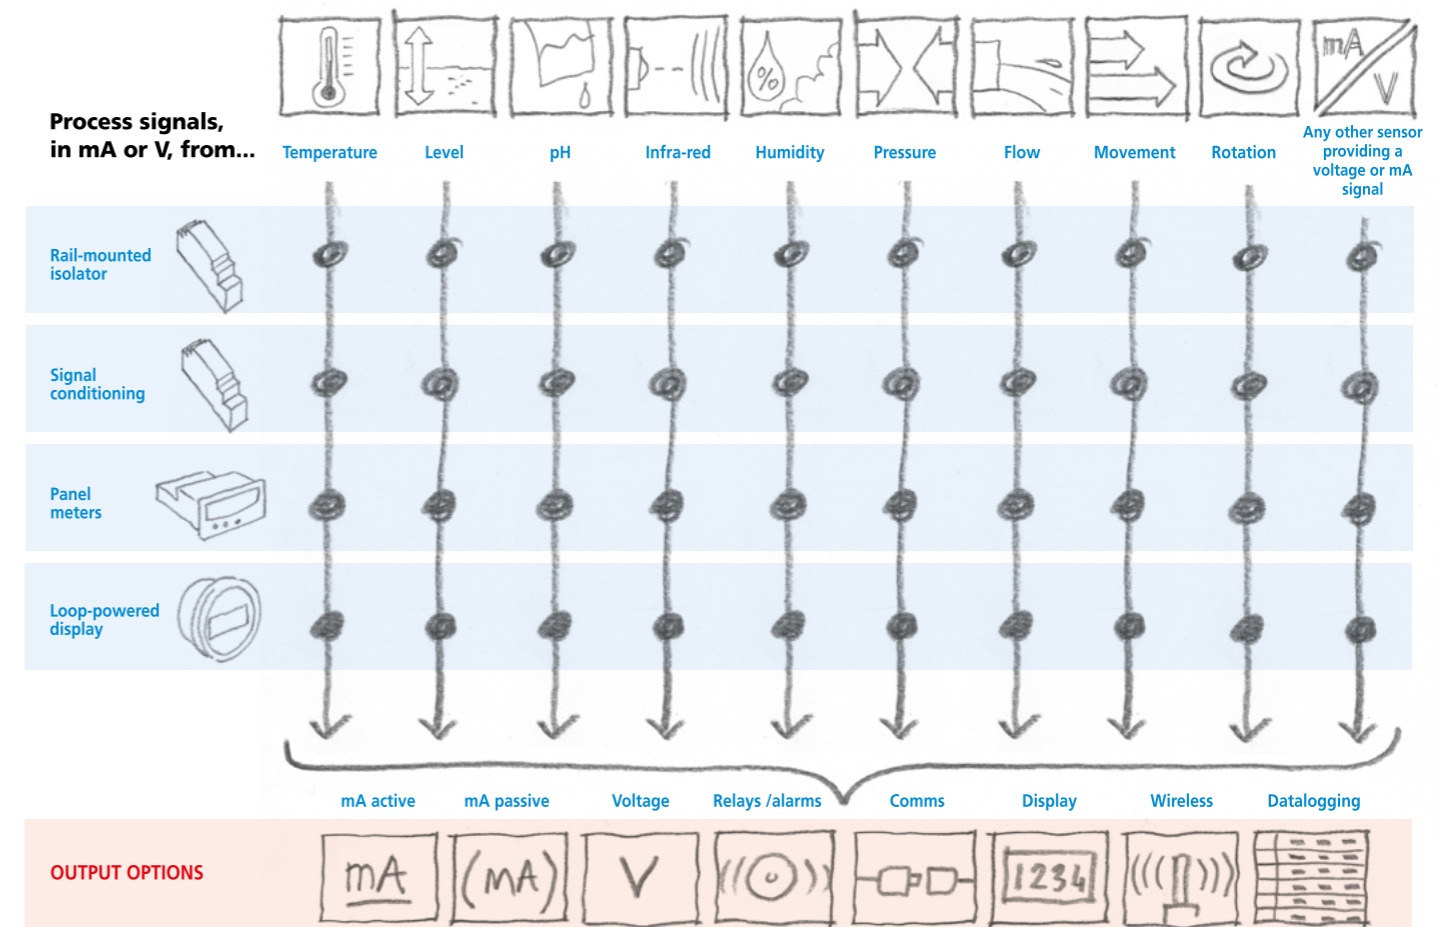 Process signals,
in mA or V, from...
Temperature
Level
pH
Infra-red
%
Humidity
Pressure
Flow
Movement
Rotation
mA
V
Any other sensor
providing a
voltage or mA
signal
Rail-mounted
isolator
Signal
conditioning
Panel
meters
Loop-powered
display
mA active
mA passive
Voltage
Relays /alarms
Comms
Display
Wireless
Datalogging
OUTPUT OPTIONS
mA
(mA)
V
1234